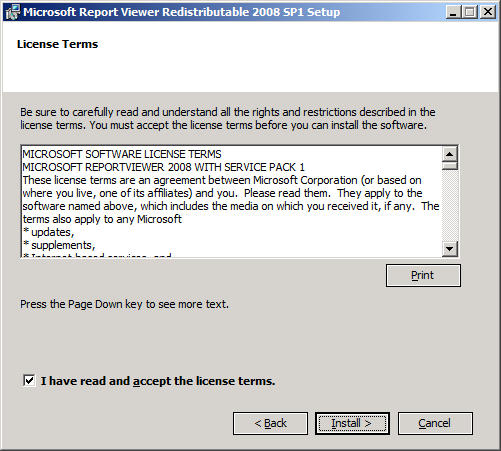 Microsoft Report Viewer Redistributable 2008 SP1 Setup
License Terms
Be sure to carefully read and understand all the rights and restrictions described in the
license terms. You must accept the license terms before you can install the software.
MICROSOFT SOFTWARE LICENSE TERMS
MICROSOFT REPORTVIEWER 2008 WITH SERVICE PACK 1
These license terms are an agreement between Microsoft Corporation (or based on
where you live, one of its affiliates) and you.  Please read them.  They apply to the
software named above, which includes the media on which you received it, if any.  The
terms also apply to any Microsoft
* updates,
* supplements,
* Internet-based services, and
Print
Press the Page Down key to see more text.
I have read and accept the license terms.
< Back
Install >
Cancel